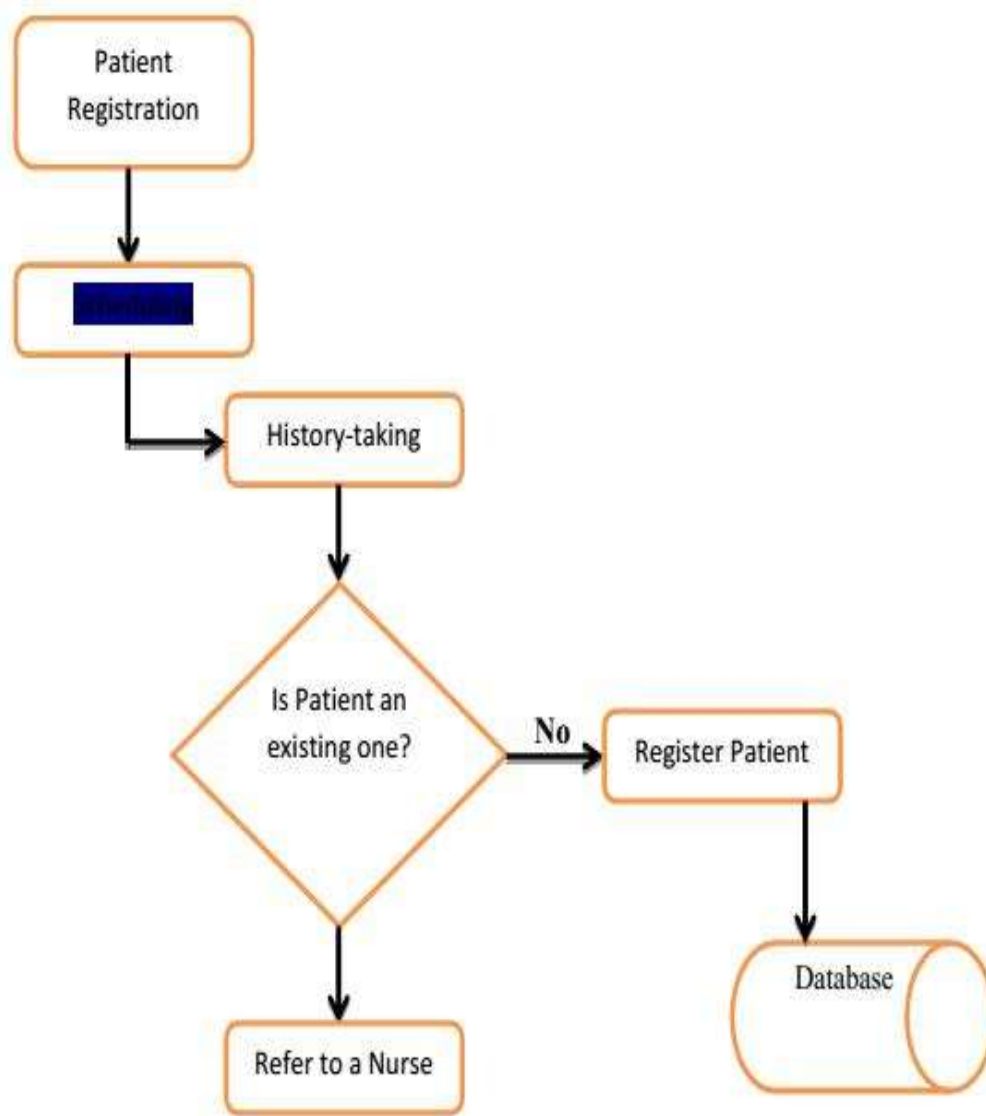 Patient
Registration
History-taking
Is Patient an
existing one?
No
Register Patient
Database
Refer to a Nurse